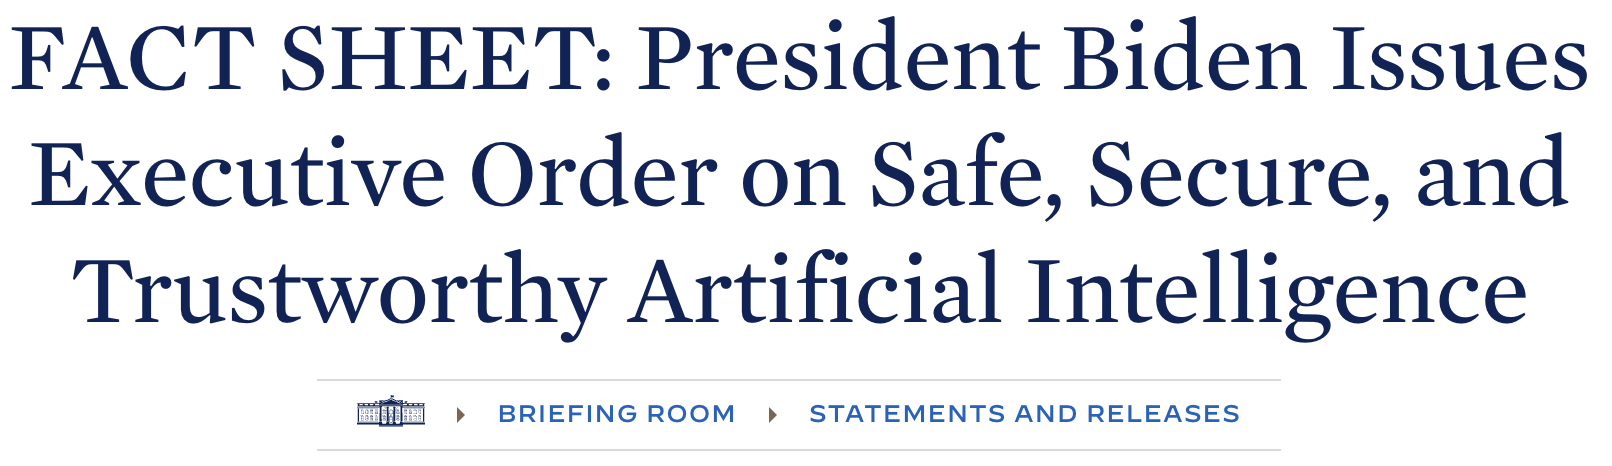 FACT SHEET: President Biden Issues
Executive Order on Safe, Secure, and
Trustworthy Artificial Intelligence
BRIEFING ROOM STATEMENTS AND RELEASES